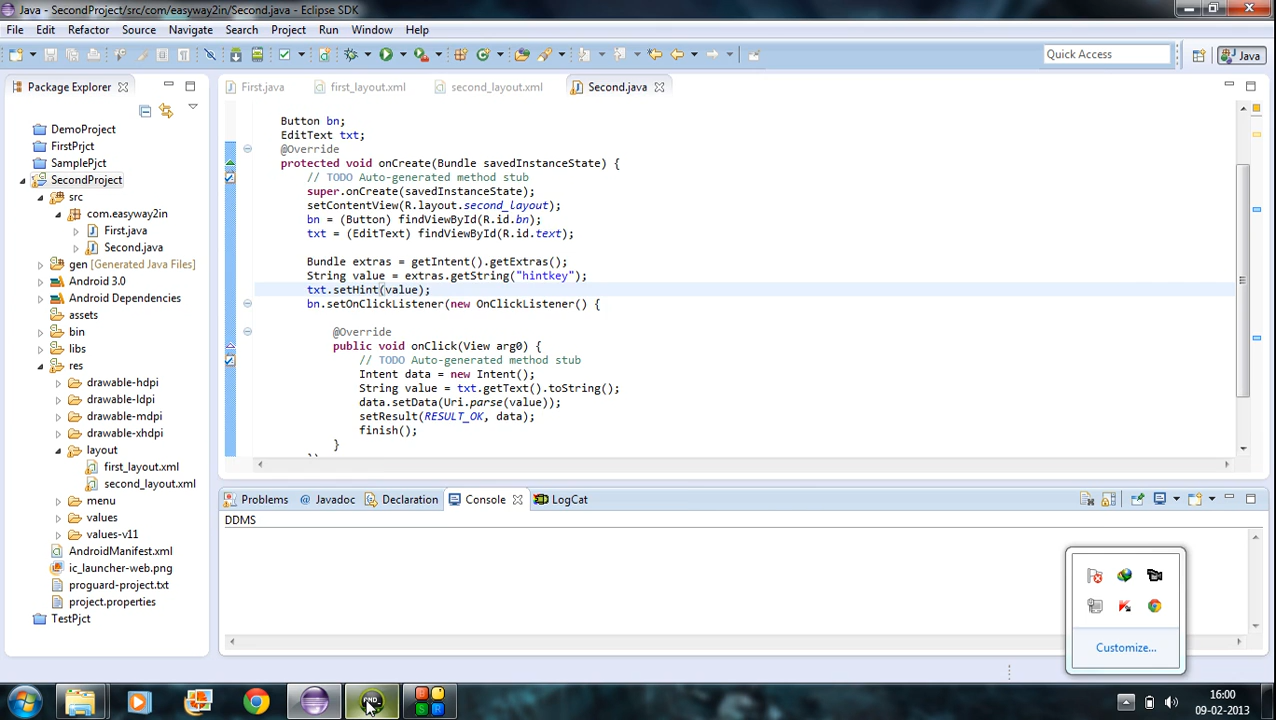 Java - SecondProject/src/com/easyway2in/Second.java - Eclipse SDK
File Edit Refactor Source Navigate Search Project Run Window Help
Quick Access
Java
Package Explorer
First.java first_layout.xml second_layout.xml Second.java
DemoProject
FirstPrjct
SamplePjct
SecondProject
src
com.easyway2in
First.java
Second.java
gen [Generated Java Files]
Android 3.0
Android Dependencies
assets
bin
libs
res
drawable-hdpi
drawable-ldpi
drawable-mdpi
drawable-xhdpi
layout
first_layout.xml
second_layout.xml
menu
values
values-v11
AndroidManifest.xml
ic_launcher-web.png
proguard-project.txt
project.properties
TestPjct
Button bn;
EditText txt;
@Override
protected void onCreate(Bundle savedInstanceState) {
// TODO Auto-generated method stub
super.onCreate(savedInstanceState);
setContentView(R.layout.second_layout);
bn = (Button) findViewById(R.id.bn);
txt = (EditText) findViewById(R.id.text);
Bundle extras = getIntent().getExtras();
String value = extras.getString("hintkey");
txt.setHint(value);
bn.setOnClickListener(new OnClickListener() {
@Override
public void onClick(View arg0) {
// TODO Auto-generated method stub
Intent data = new Intent();
String value = txt.getText().toString();
data.setData(Uri.parse(value));
setResult(RESULT_OK, data);
finish();
}
Problems Javadoc Declaration Console LogCat
DDMS
Customize...
16:00
09-02-2013